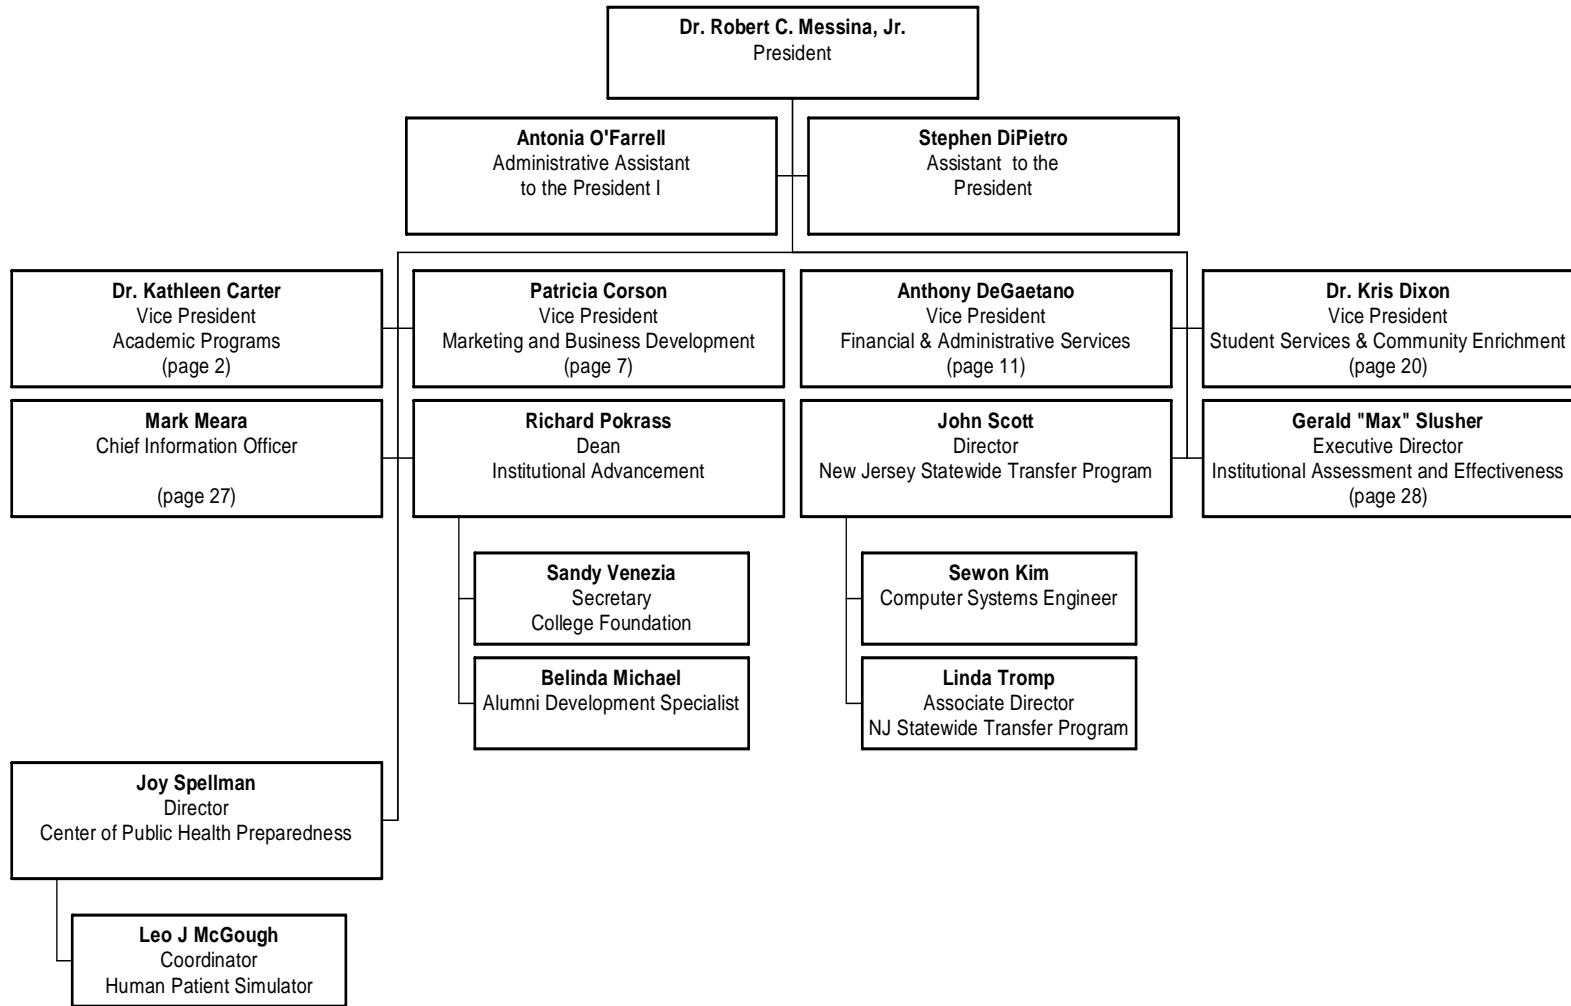 Dr. Robert C. Messina, Jr.
President
Antonia O'Farrell
Administrative Assistant
to the President I
Stephen DiPietro
Assistant to the
President
Dr. Kathleen Carter
Vice President
Academic Programs
(page 2)
Patricia Corson
Vice President
Marketing and Business Development
(page 7)
Anthony DeGaetano
Vice President
Financial & Administrative Services
(page 11)
Dr. Kris Dixon
Vice President
Student Services & Community Enrichment
(page 20)
Mark Meara
Chief Information Officer
(page 27)
Richard Pokrass
Dean
Institutional Advancement
John Scott
Director
New Jersey Statewide Transfer Program
Gerald "Max" Slusher
Executive Director
Institutional Assessment and Effectiveness
(page 28)
Sandy Venezia
Secretary
College Foundation
Sewon Kim
Computer Systems Engineer
Belinda Michael
Alumni Development Specialist
Linda Tromp
Associate Director
NJ Statewide Transfer Program
Joy Spellman
Director
Center of Public Health Preparedness
Leo J McGough
Coordinator
Human Patient Simulator